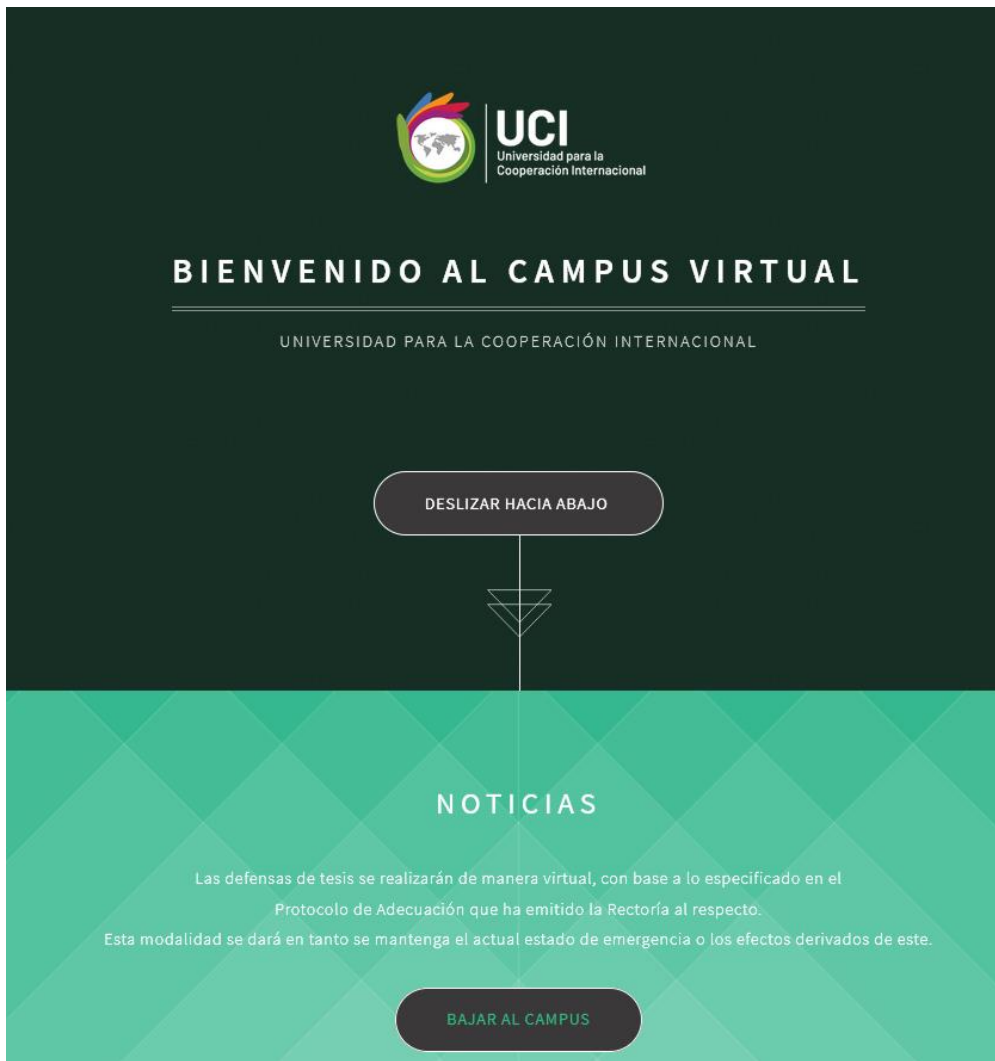 UCI
Universidad para la
Cooperación Internacional
BIENVENIDO AL CAMPUS VIRTUAL
UNIVERSIDAD PARA LA COOPERACIÓN INTERNACIONAL
DESLIZAR HACIA ABAJO
NOTICIAS
Las defensas de tesis se realizarán de manera virtual, con base a lo especificado en el
Protocolo de Adecuación que ha emitido la Rectoría al respecto.
Esta modalidad se dará en tanto se mantenga el actual estado de emergencia o los efectos derivados de este.
BAJAR AL CAMPUS